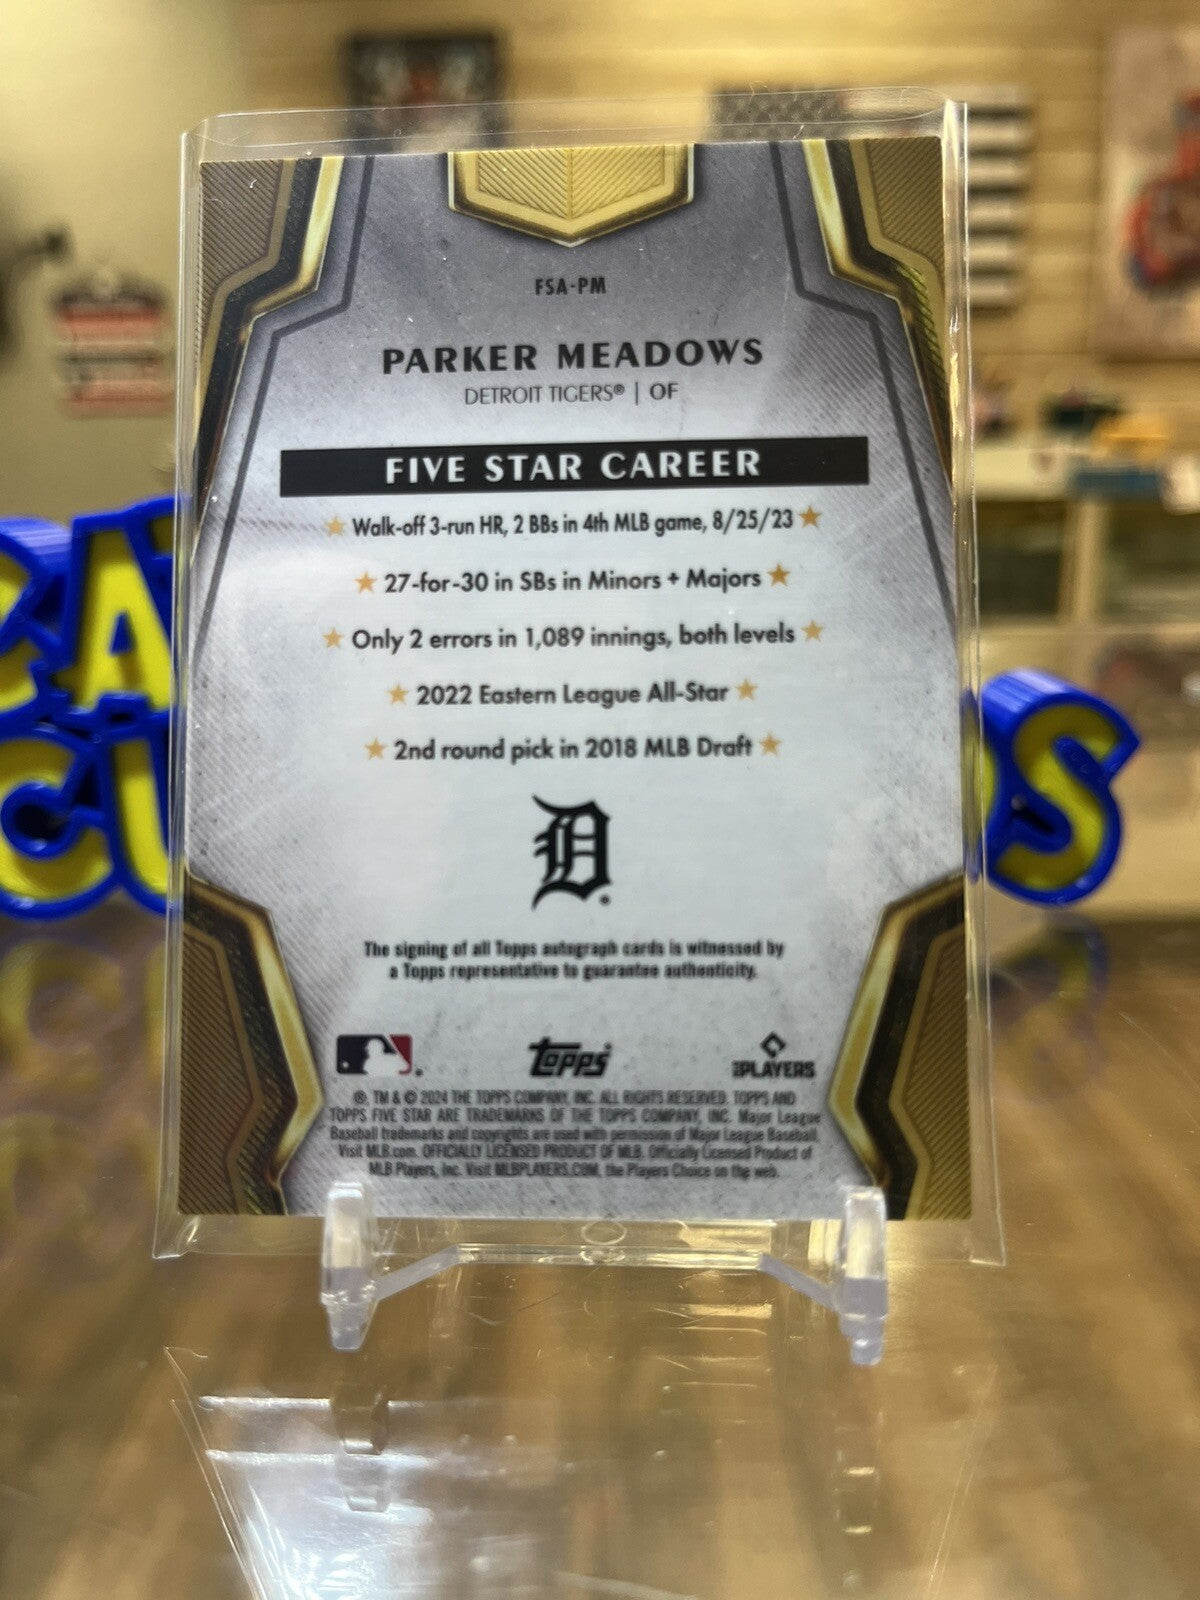 FSA-PM
PARKER MEADOWS
DETROIT TIGERS® | OF
FIVE STAR CAREER
★ Walk-off 3-run HR, 2 BBs in 4th MLB game, 8/25/23 ★
★ 27-for-30 in SBs in Minors + Majors ★
★ Only 2 errors in 1,089 innings, both levels ★
★ 2022 Eastern League All-Star ★
★ 2nd round pick in 2018 MLB Draft ★
D
The signing of all Topps autograph cards is witnessed by
a Topps representative to guarantee authenticity.
Topps
MLB PLAYERS
®, TM & © 2024 THE TOPPS COMPANY, INC. ALL RIGHTS RESERVED. TOPPS AND
TOPPS FIVE STAR ARE TRADEMARKS OF THE TOPPS COMPANY, INC. Major League
Baseball trademarks and copyrights are used with permission of Major League Baseball.
Visit MLB.com. OFFICIALLY LICENSED PRODUCT OF MLB. Officially Licensed Product of
MLB Players, Inc. Visit MLBPLAYERS.COM, the Players Choice on the web.
CA
CU
S